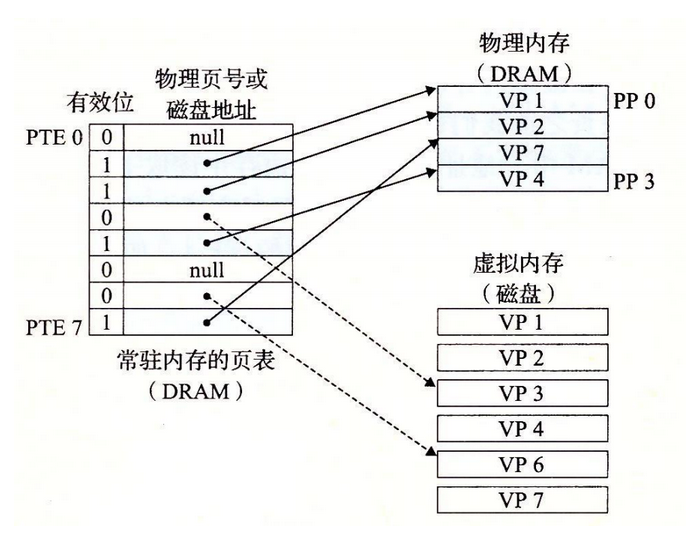 物理页号或
磁盘地址
有效位
PTE 0
0
null
1
1
0
1
0
null
0
PTE 7
1
常驻内存的页表
（DRAM）
物理内存
（DRAM）
VP 1
PP 0
VP 2
VP 7
VP 4
PP 3
虚拟内存
（磁盘）
VP 1
VP 2
VP 3
VP 4
VP 6
VP 7